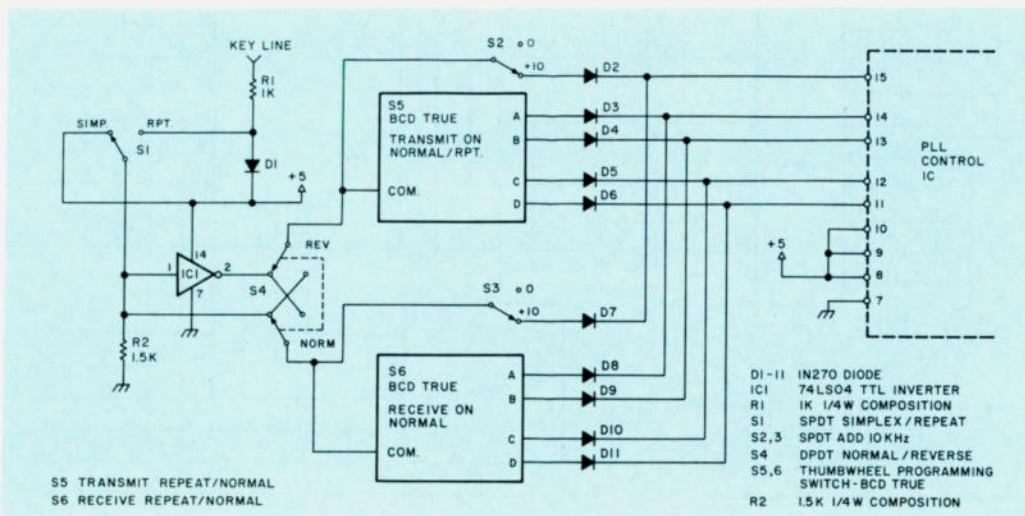 KEY LINE
R1
1K
SIMP.
RPT.
S1
D1
+5
14
1
IC1
2
7
S4
REV
NORM
R2
1.5K
S2
0
+10
D2
S5
BCD TRUE
TRANSMIT ON
NORMAL/RPT.
COM.
A
B
C
D
D3
D4
D5
D6
S3
0
+10
D7
S6
BCD TRUE
RECEIVE ON
NORMAL
COM.
A
B
C
D
D8
D9
D10
D11
15
14
13
12
11
10
9
8
7
+5
PLL
CONTROL
IC
S5 TRANSMIT REPEAT/NORMAL
S6 RECEIVE REPEAT/NORMAL
D1-11 1N270 DIODE
IC1 74LS04 TTL INVERTER
R1 1K 1/4W COMPOSITION
S1 SPDT SIMPLEX/REPEAT
S2,3 SPDT ADD 10KHz
S4 DPDT NORMAL/REVERSE
S5,6 THUMBWHEEL PROGRAMMING
SWITCH-BCD TRUE
R2 1.5K 1/4W COMPOSITION